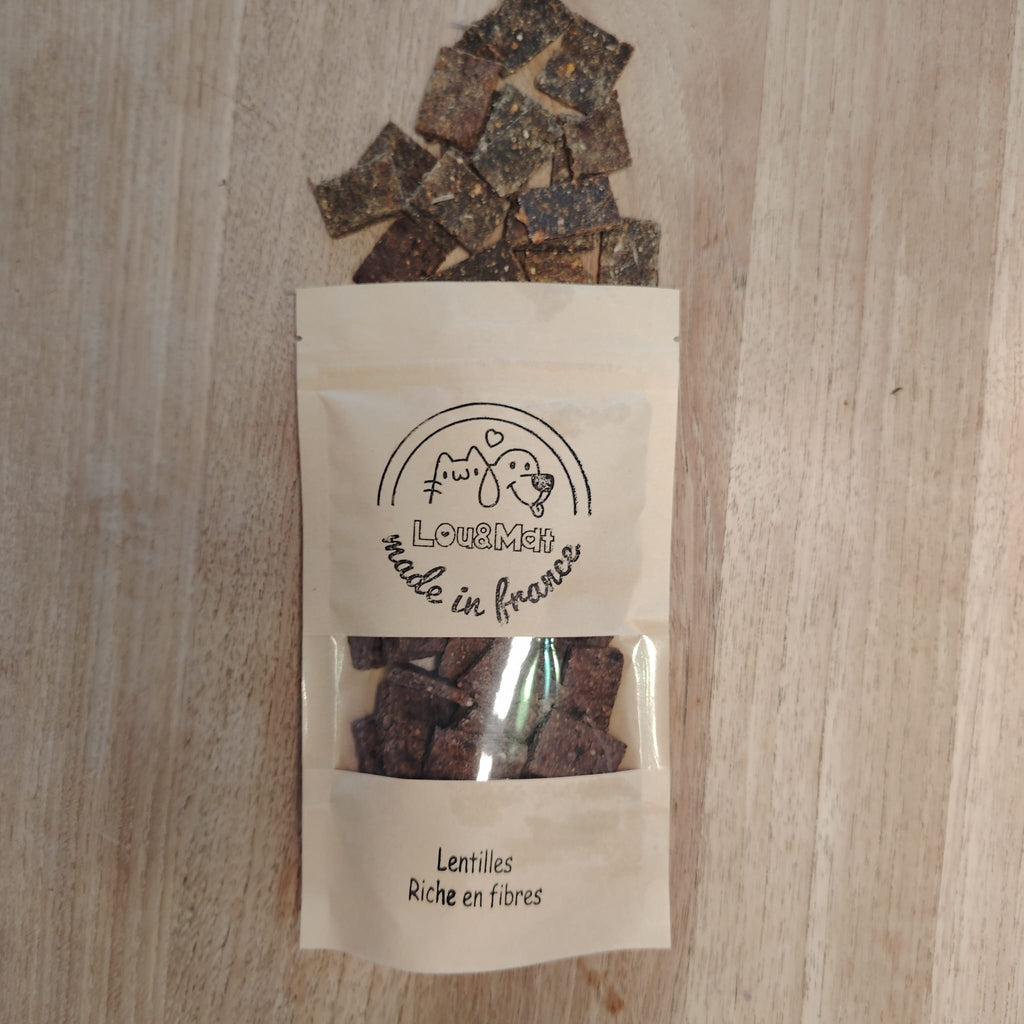 Lou&Mat
made in france
Lentilles
Riche en fibres